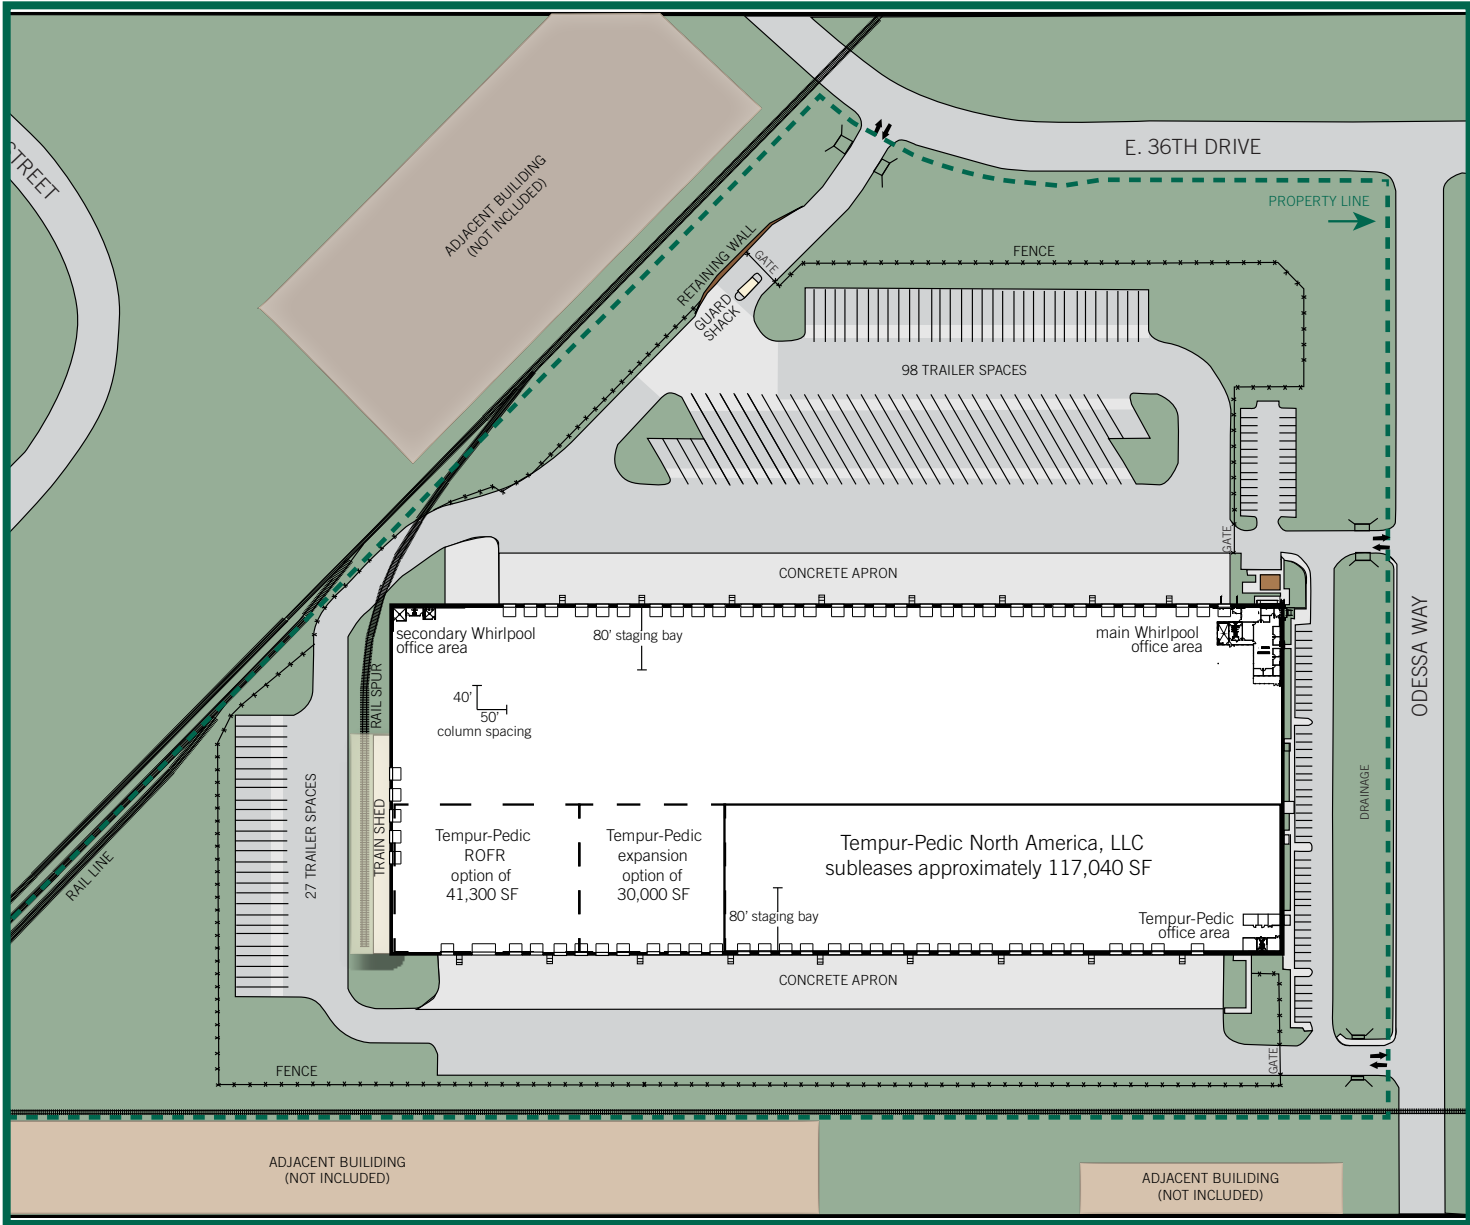 STREET
ADJACENT BUILIDING
(NOT INCLUDED)
E. 36TH DRIVE
PROPERTY LINE
RETAINING WALL
GATE
GUARD
SHACK
FENCE
98 TRAILER SPACES
GATE
CONCRETE APRON
secondary Whirlpool
office area
80’ staging bay
main Whirlpool
office area
40’
50’
column spacing
RAIL SPUR
ODESSA WAY
DRAINAGE
27 TRAILER SPACES
TRAIN SHED
RAIL LINE
Tempur-Pedic
ROFR
option of
41,300 SF
Tempur-Pedic
expansion
option of
30,000 SF
Tempur-Pedic North America, LLC
subleases approximately 117,040 SF
80’ staging bay
Tempur-Pedic
office area
CONCRETE APRON
GATE
FENCE
ADJACENT BUILIDING
(NOT INCLUDED)
ADJACENT BUILIDING
(NOT INCLUDED)